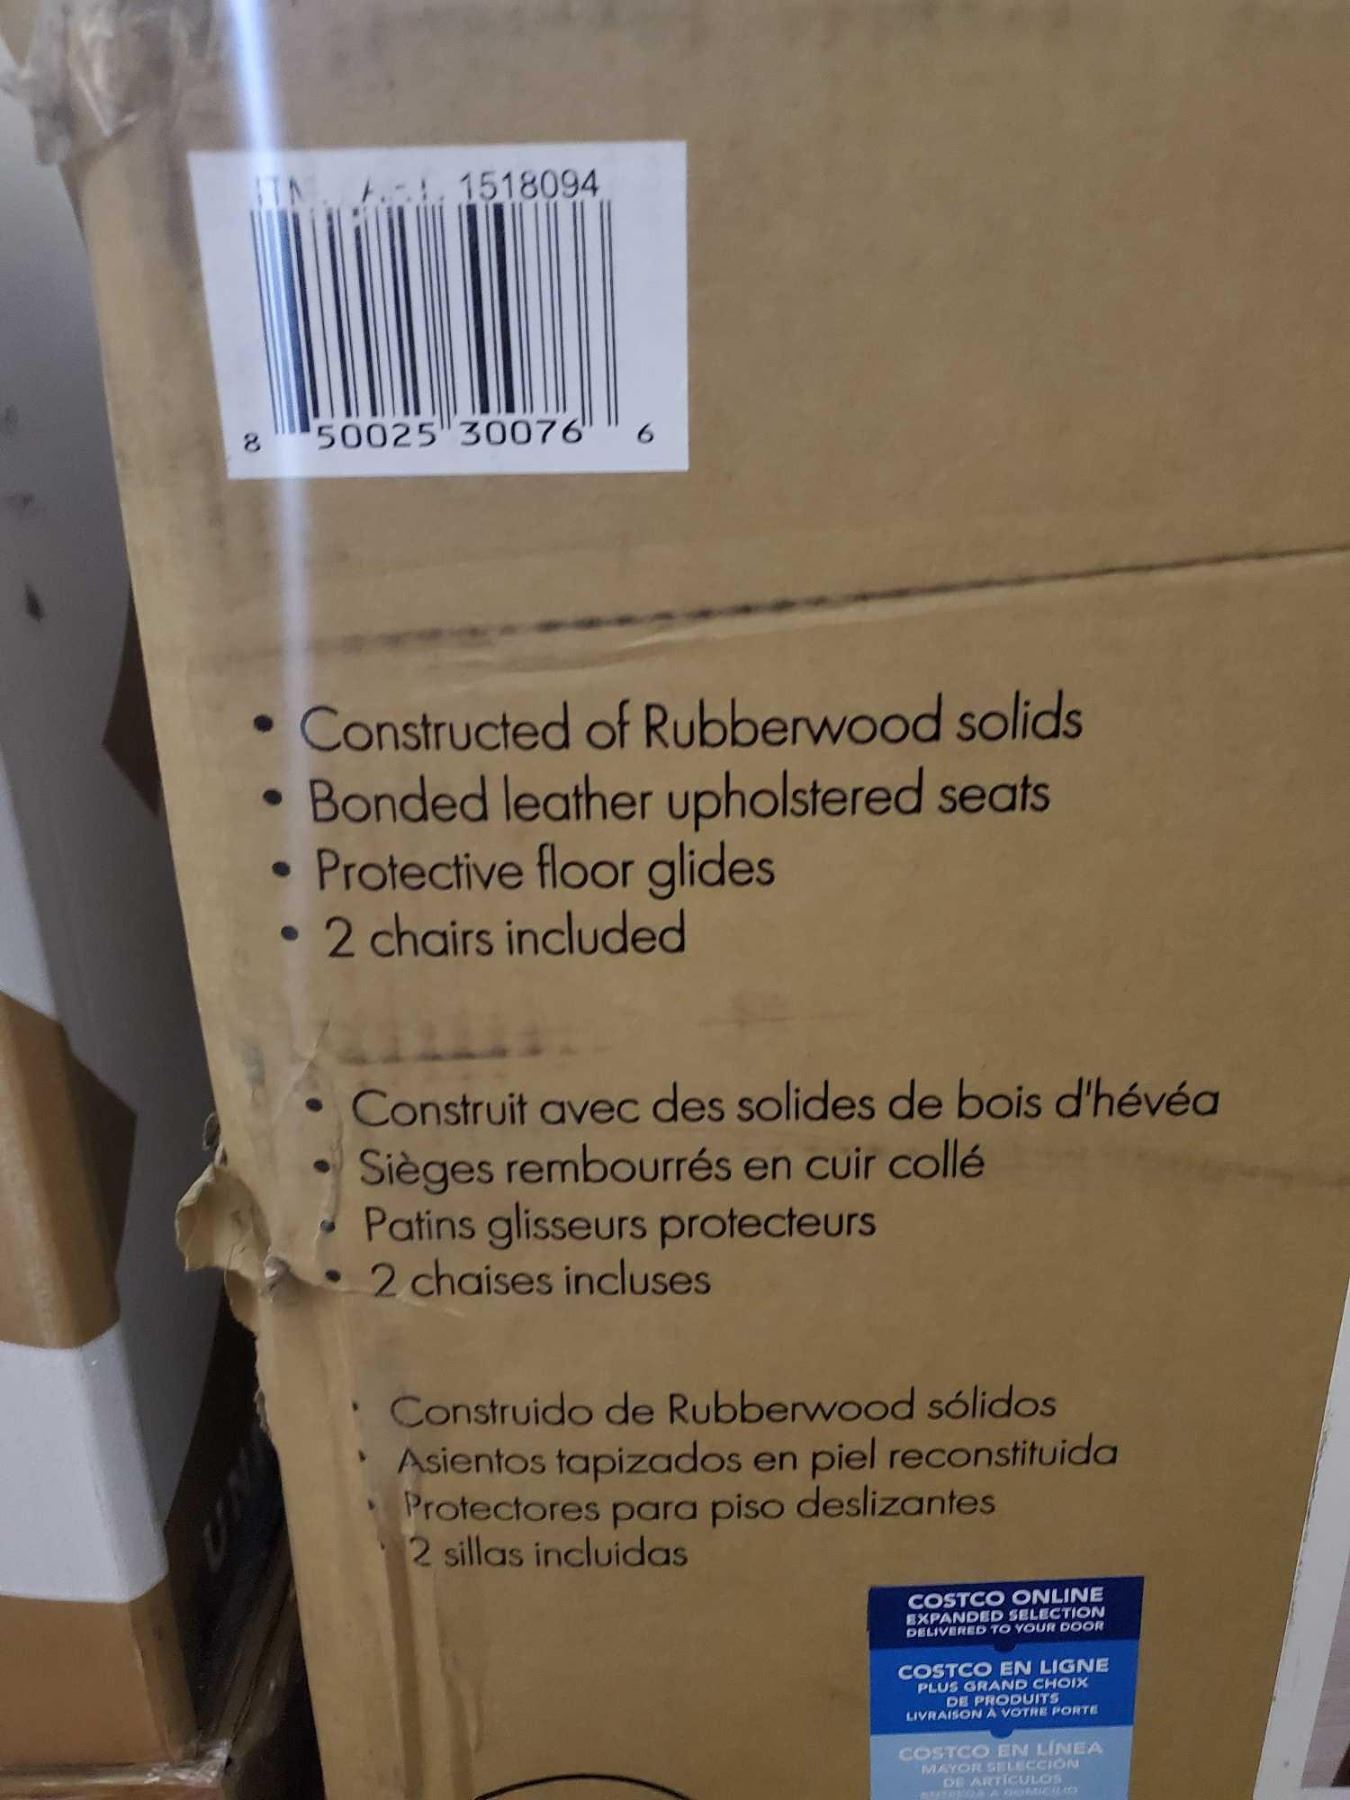 1518094
8 50025 30076 6
• Constructed of Rubberwood solids
• Bonded leather upholstered seats
• Protective floor glides
• 2 chairs included
• Construit avec des solides de bois d'hévéa
• Sièges rembourrés en cuir collé
• Patins glisseurs protecteurs
• 2 chaises incluses
• Construido de Rubberwood sólidos
• Asientos tapizados en piel reconstituida
• Protectores para piso deslizantes
• 2 sillas incluidas
COSTCO ONLINE
EXPANDED SELECTION
DELIVERED TO YOUR DOOR
COSTCO EN LIGNE
PLUS GRAND CHOIX
DE PRODUITS
LIVRAISON À VOTRE PORTE
COSTCO EN LÍNEA
MAYOR SELECCIÓN
DE ARTÍCULOS
ENTREGA A DOMICILIO